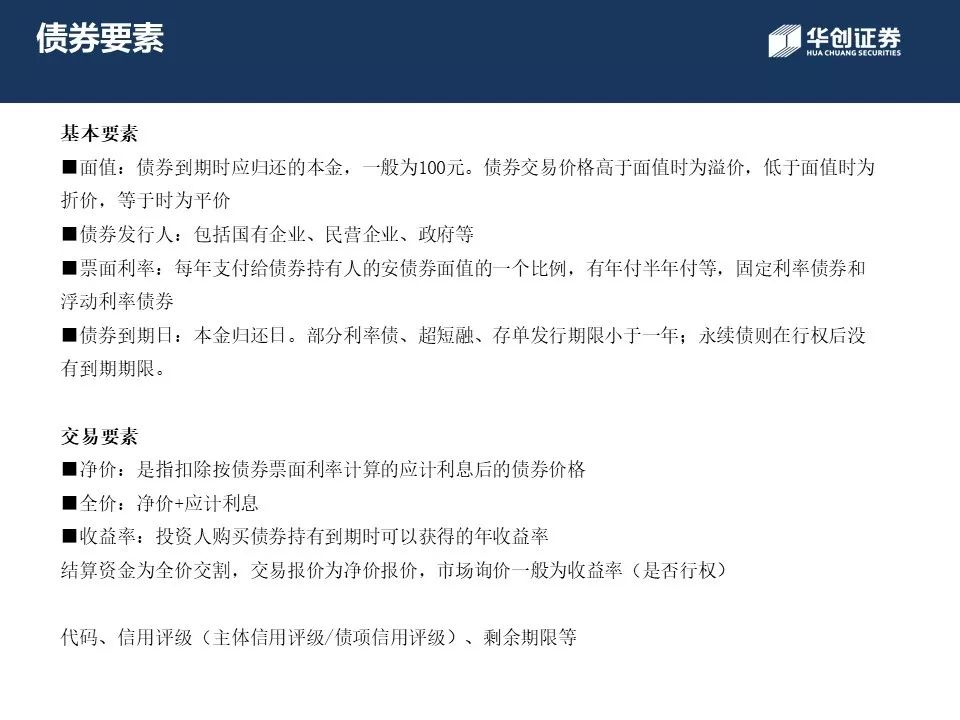 债券要素
华创证券
HUA CHUANG SECURITIES
基本要素
■面值：债券到期时应归还的本金，一般为100元。债券交易价格高于面值时为溢价，低于面值时为
折价，等于时为平价
■债券发行人：包括国有企业、民营企业、政府等
■票面利率：每年支付给债券持有人的安债券面值的一个比例，有年付半年付等，固定利率债券和
浮动利率债券
■债券到期日：本金归还日。部分利率债、超短融、存单发行期限小于一年；永续债则在行权后没
有到期期限。
交易要素
■净价：是指扣除按债券票面利率计算的应计利息后的债券价格
■全价：净价+应计利息
■收益率：投资人购买债券持有到期时可以获得的年收益率
结算资金为全价交割，交易报价为净价报价，市场询价一般为收益率（是否行权）
代码、信用评级（主体信用评级/债项信用评级）、剩余期限等